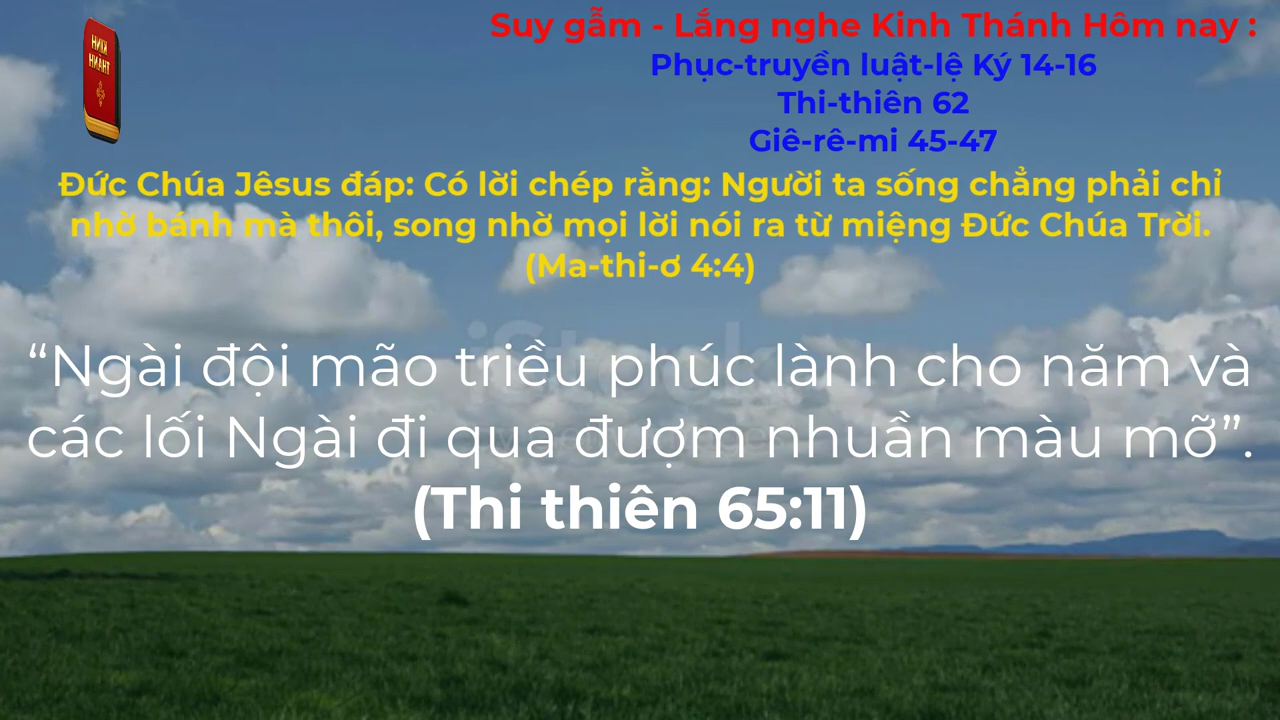 Suy gẫm - Lắng nghe Kinh Thánh Hôm nay :
Phục-truyền luật-lệ Ký 14-16
Thi-thiên 62
Giê-rê-mi 45-47
KINH
THÁNH
Đức Chúa Jêsus đáp: Có lời chép rằng: Người ta sống chẳng phải chỉ
nhờ bánh mà thôi, song nhờ mọi lời nói ra từ miệng Đức Chúa Trời.
(Ma-thi-ơ 4:4)
iStock
“Ngài đội mão triều phúc lành cho năm và
các lối Ngài đi qua đượm nhuần màu mỡ”.
(Thi thiên 65:11)